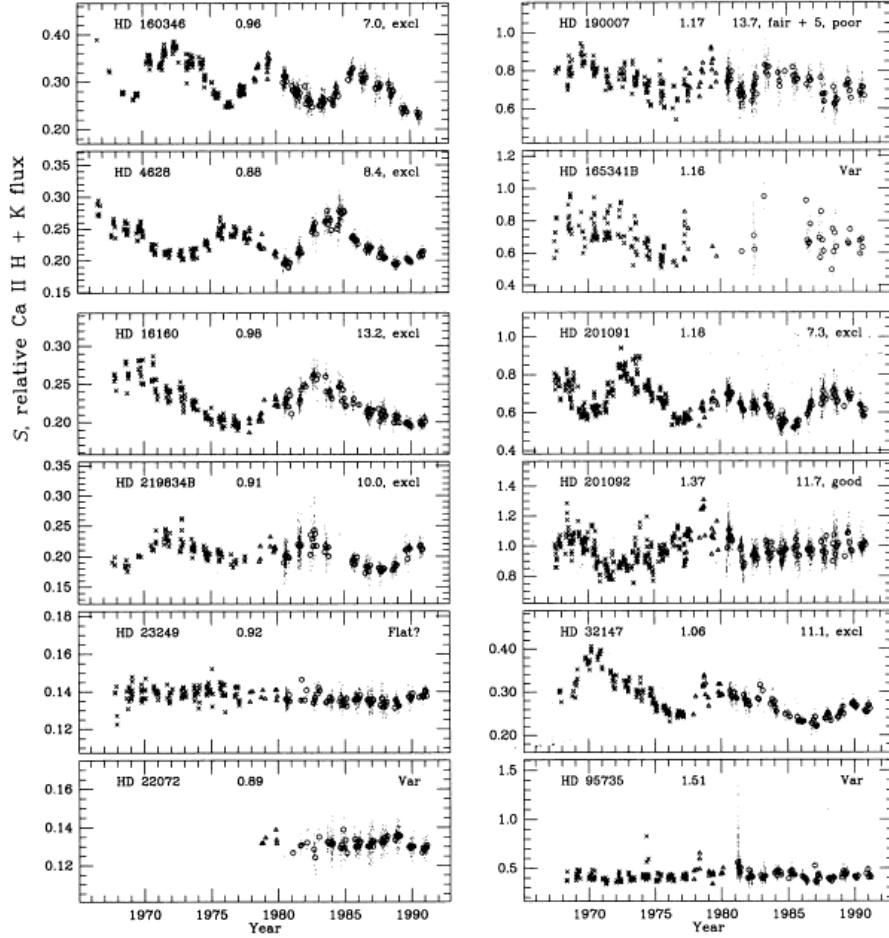 S, relative Ca II H + K flux
HD 160346 0.96 7.0, excl
0.40
0.30
0.20
HD 4628 0.88 8.4, excl
0.35
0.30
0.25
0.20
0.15
HD 16160 0.98 13.2, excl
0.30
0.25
0.20
HD 219834B 0.91 10.0, excl
0.35
0.30
0.25
0.20
0.15
HD 23249 0.92 Flat?
0.18
0.16
0.14
0.12
HD 22072 0.89 Var
0.16
0.14
0.12
1970 1975 1980 1985 1990
Year
HD 190007 1.17 13.7, fair + 5, poor
1.0
0.8
0.6
HD 165341B 1.16 Var
1.2
1.0
0.8
0.6
0.4
HD 201091 1.18 7.3, excl
1.0
0.8
0.6
0.4
HD 201092 1.37 11.7, good
1.4
1.2
1.0
0.8
HD 32147 1.06 11.1, excl
0.40
0.30
0.20
HD 95735 1.51 Var
1.5
1.0
0.5
1970 1975 1980 1985 1990
Year